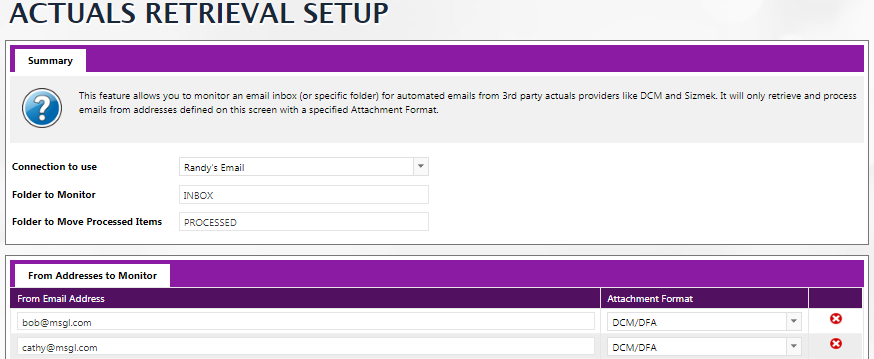 ACTUALS RETRIEVAL SETUP
Summary
This feature allows you to monitor an email inbox (or specific folder) for automated emails from 3rd party actuals providers like DCM and Sizmek. It will only retrieve and process
emails from addresses defined on this screen with a specified Attachment Format.
Connection to use Randy's Email
Folder to Monitor INBOX
Folder to Move Processed Items PROCESSED
From Addresses to Monitor
From Email Address Attachment Format
bob@msgl.com DCM/DFA
cathy@msgl.com DCM/DFA